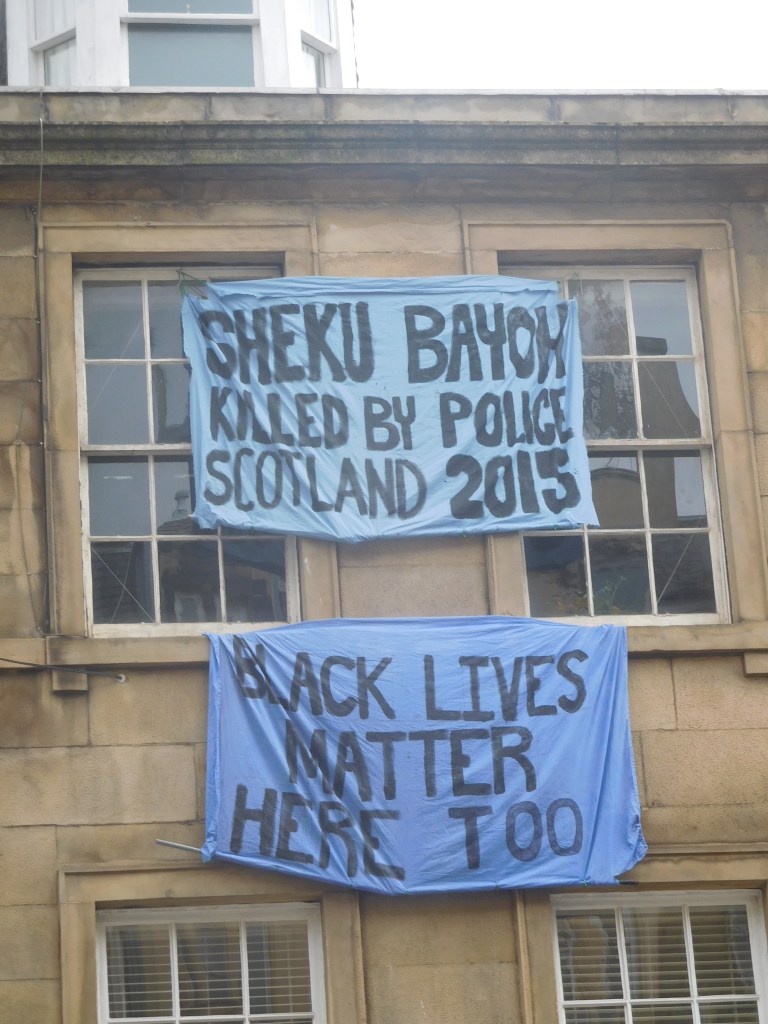 SHEKU BAYOH
KILLED BY POLICE
SCOTLAND 2015
BLACK LIVES
MATTER
HERE TOO